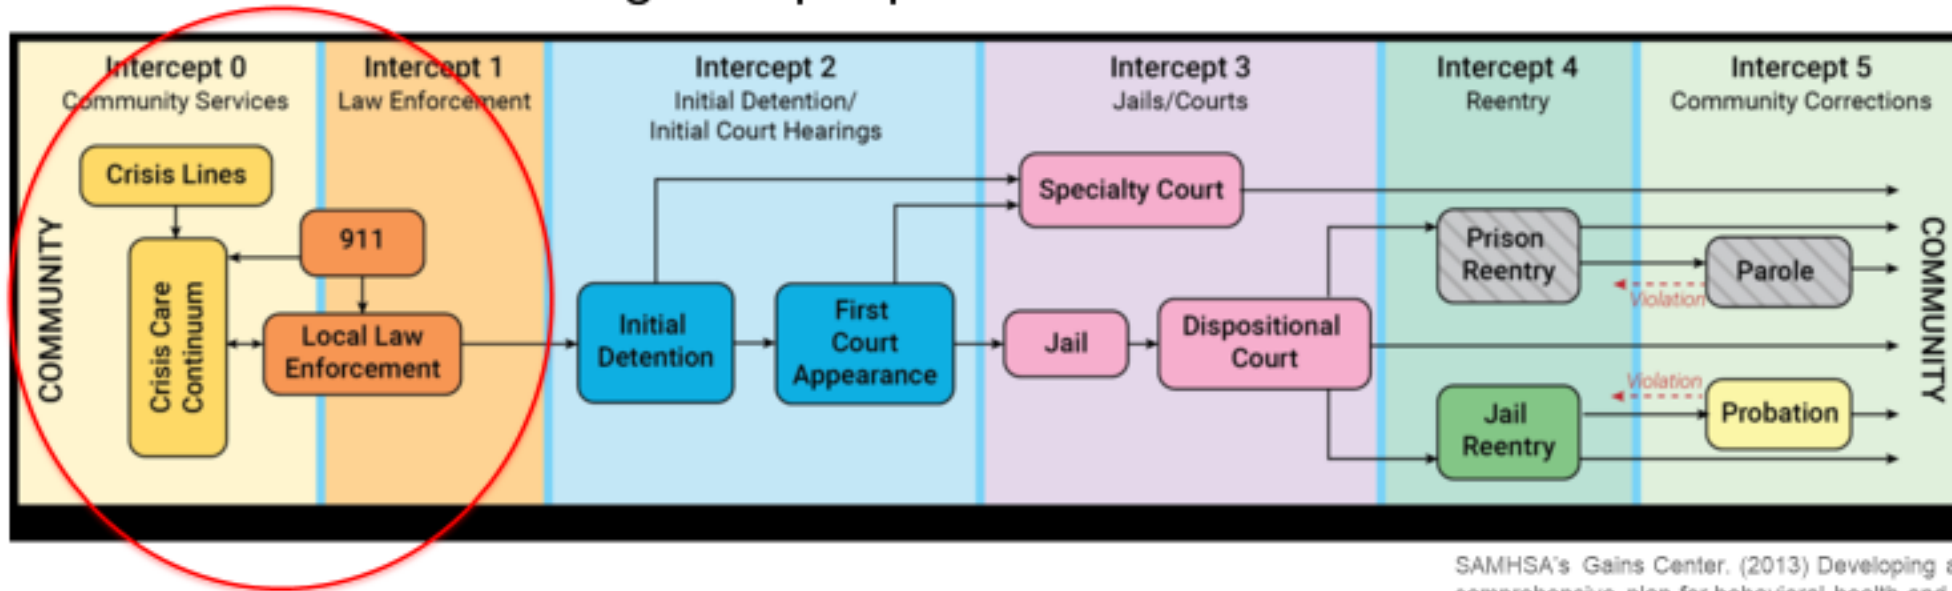 Intercept 0
Community Services
Intercept 1
Law Enforcement
Intercept 2
Initial Detention/
Initial Court Hearings
Intercept 3
Jails/Courts
Intercept 4
Reentry
Intercept 5
Community Corrections
COMMUNITY
Crisis Lines
Crisis Care
Continuum
911
Local Law
Enforcement
Initial
Detention
First
Court
Appearance
Specialty Court
Jail
Dispositional
Court
Prison
Reentry
Violation
Parole
Jail
Reentry
Violation
Probation
COMMUNITY
SAMHSA's Gains Center. (2013) Developing a